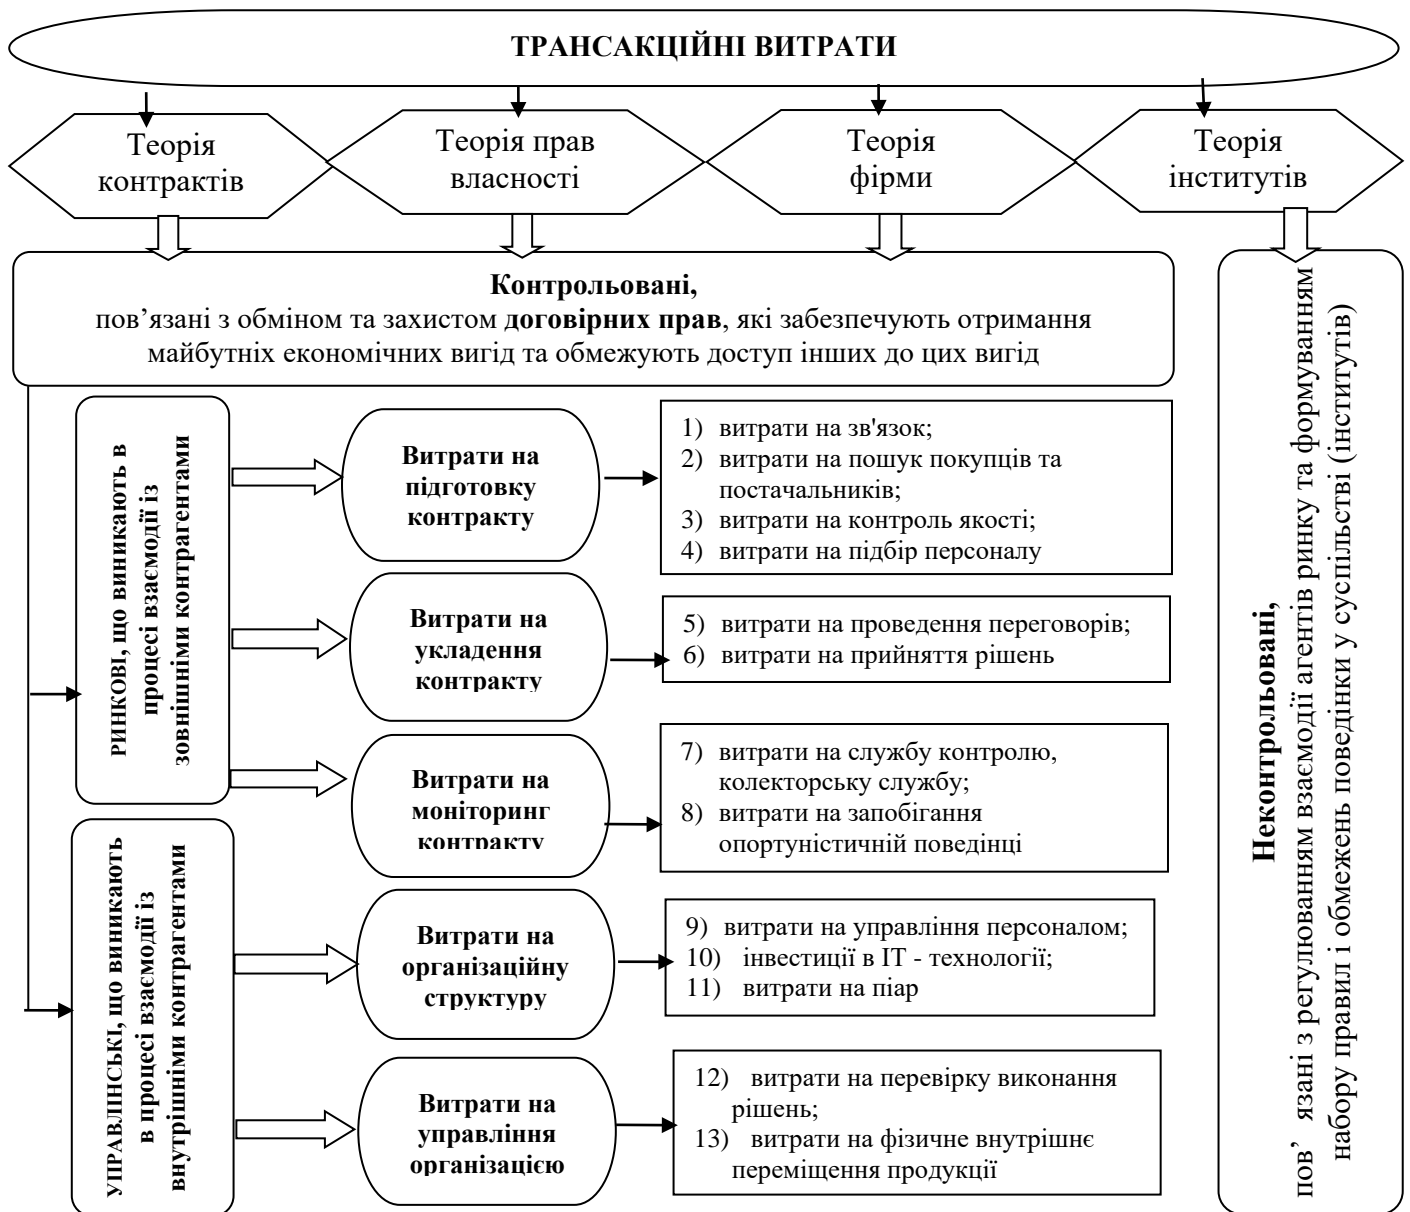 ТРАНСАКЦІЙНІ ВИТРАТИ
Теорія
контрактів
Теорія прав
власності
Теорія
фірми
Теорія
інститутів
Контрольовані,
пов’язані з обміном та захистом договірних прав, які забезпечують отримання
майбутніх економічних вигід та обмежують доступ інших до цих вигід
РИНКОВІ, що виникають в
процесі взаємодії із
зовнішніми контрагентами
Витрати на
підготовку
контракту
1) витрати на зв'язок;
2) витрати на пошук покупців та
постачальників;
3) витрати на контроль якості;
4) витрати на підбір персоналу
Витрати на
укладення
контракту
5) витрати на проведення переговорів;
6) витрати на прийняття рішень
Витрати на
моніторинг
контракту
7) витрати на службу контролю,
колекторську службу;
8) витрати на запобігання
опортуністичній поведінці
УПРАВЛІНСЬКІ, що виникають
в процесі взаємодії із
внутрішніми контрагентами
Витрати на
організаційну
структуру
9) витрати на управління персоналом;
10) інвестиції в ІТ - технології;
11) витрати на піар
Витрати на
управління
організацією
12) витрати на перевірку виконання
рішень;
13) витрати на фізичне внутрішнє
переміщення продукції
Неконтрольовані,
пов’ язані з регулюванням взаємодії агентів ринку та формуванням
набору правил і обмежень поведінки у суспільстві (інститутів)